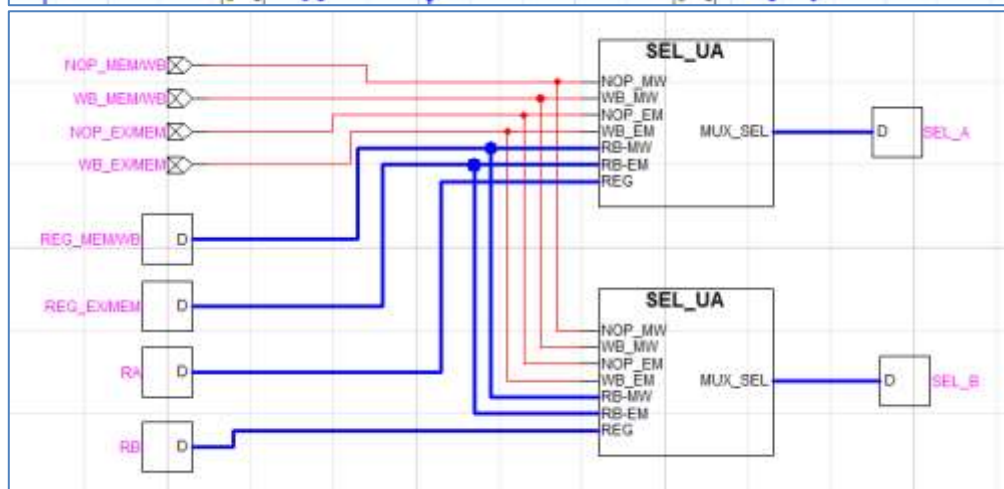 NOP_MEM/WB
WB_MEM/WB
NOP_EX/MEM
WB_EX/MEM
REG_MEM/WB
D
REG_EX/MEM
D
RA
D
RB
D
SEL_UA
NOP_MW
WB_MW
NOP_EM
WB_EM
MUX_SEL
RB-MW
RB-EM
REG
D
SEL_A
SEL_UA
NOP_MW
WB_MW
NOP_EM
WB_EM
MUX_SEL
RB-MW
RB-EM
REG
D
SEL_B